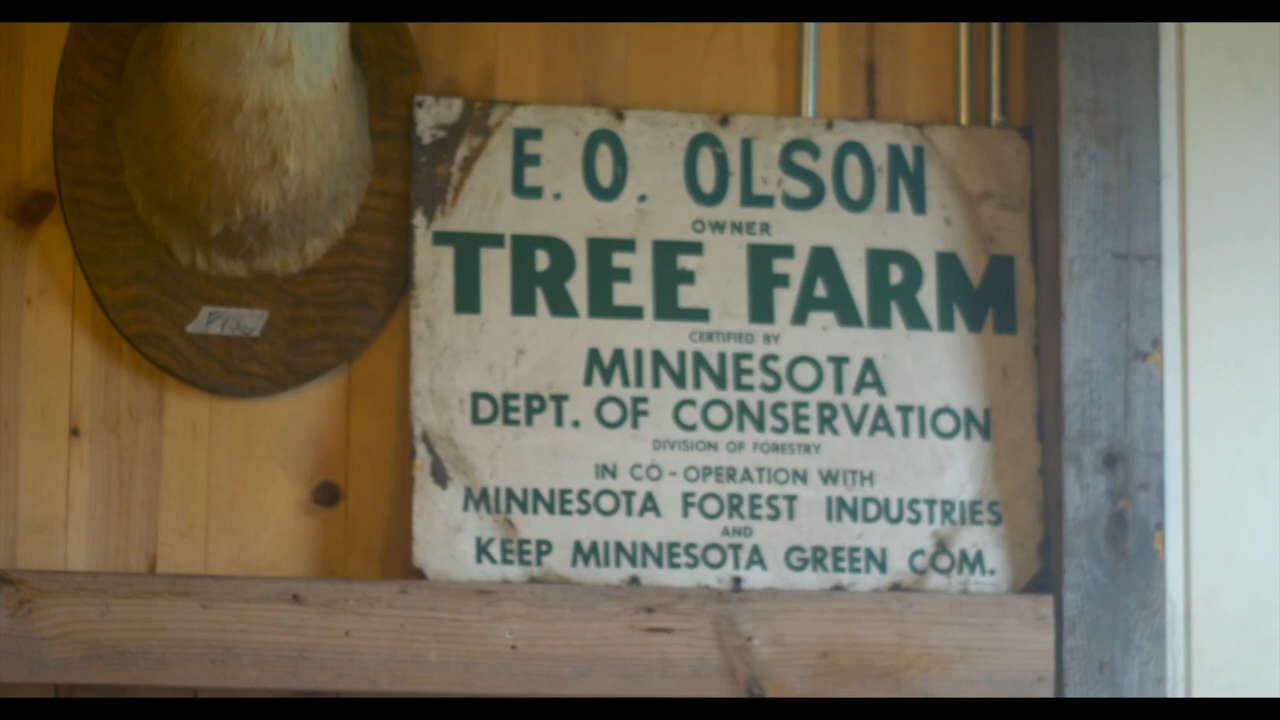 E. O. OLSON
OWNER
TREE FARM
CERTIFIED BY
MINNESOTA
DEPT. OF CONSERVATION
DIVISION OF FORESTRY
IN CO-OPERATION WITH
MINNESOTA FOREST INDUSTRIES
AND
KEEP MINNESOTA GREEN COM.